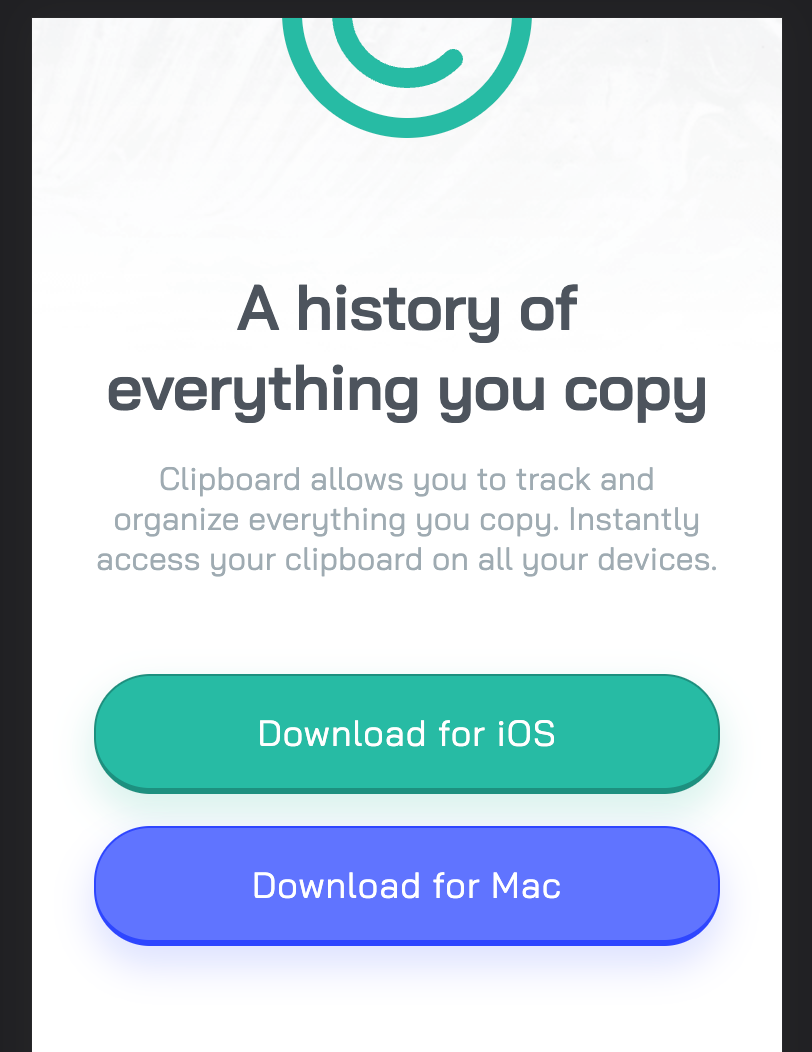 A history of
everything you copy
Clipboard allows you to track and
organize everything you copy. Instantly
access your clipboard on all your devices.
Download for iOS
Download for Mac